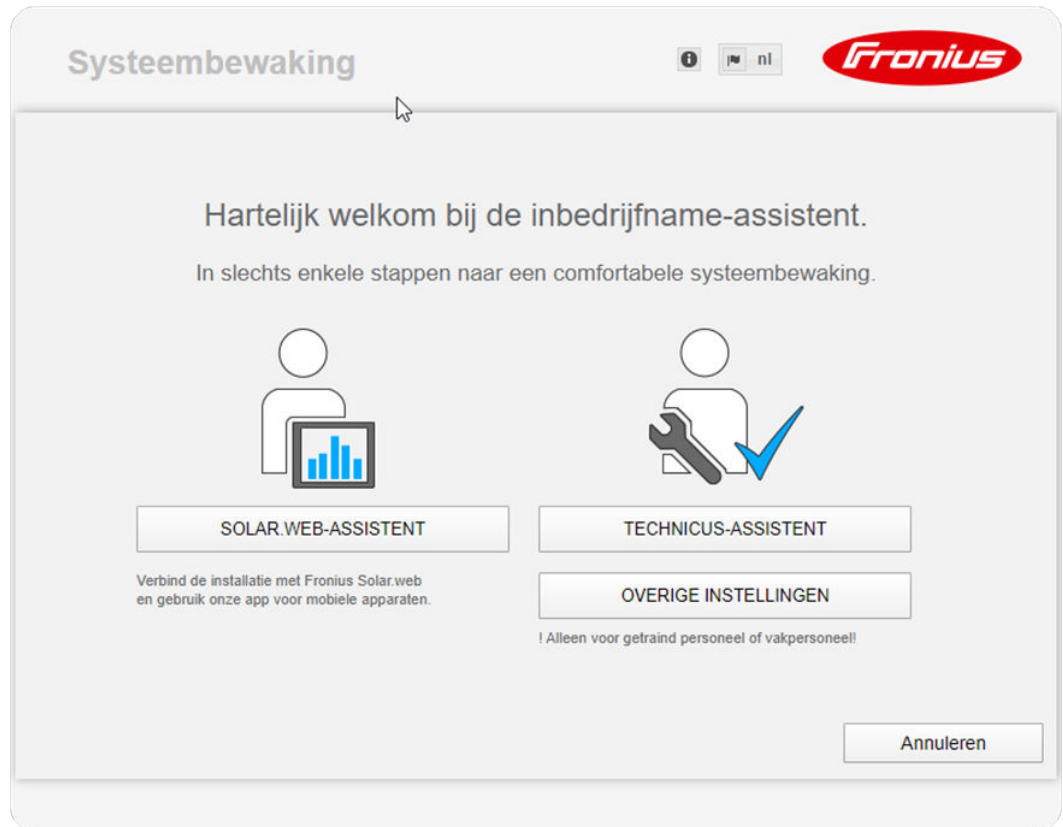 Systeembewaking
nl
Fronius
Hartelijk welkom bij de inbedrijfname-assistent.
In slechts enkele stappen naar een comfortabele systeembewaking.
SOLAR.WEB-ASSISTENT
Verbind de installatie met Fronius Solar.web
en gebruik onze app voor mobiele apparaten.
TECHNICUS-ASSISTENT
OVERIGE INSTELLINGEN
! Alleen voor getraind personeel of vakpersoneel!
Annuleren